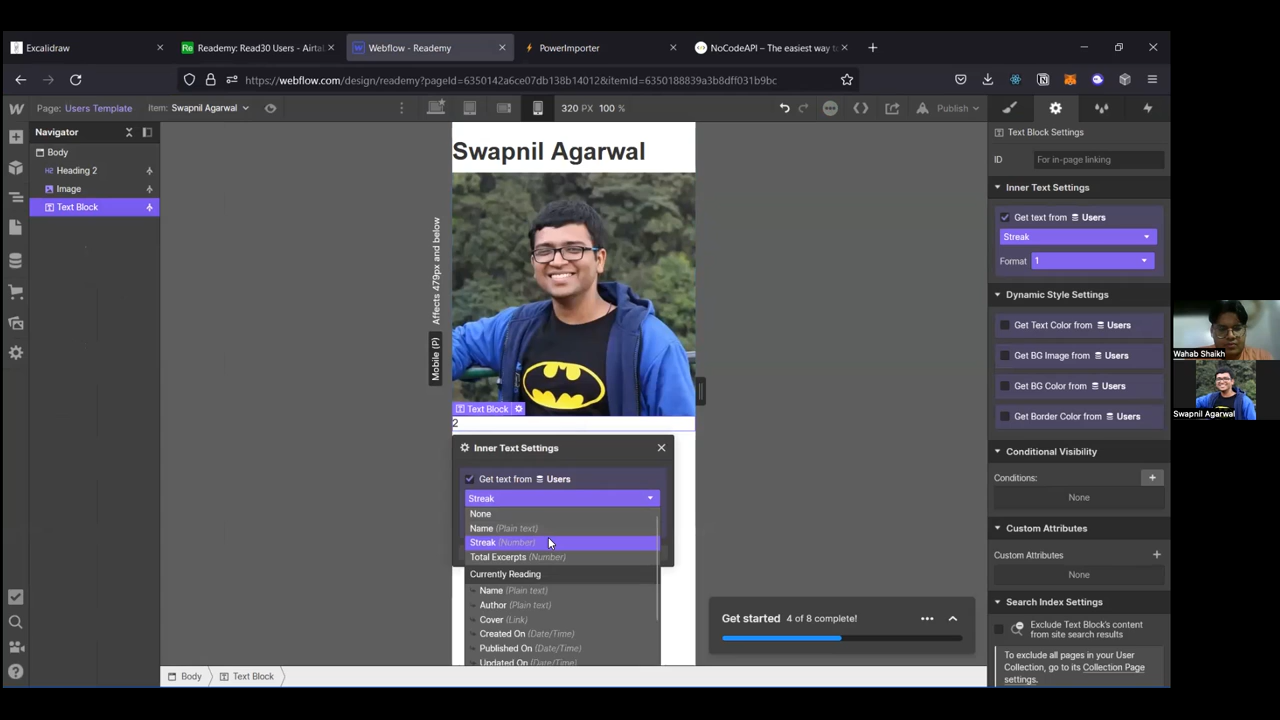 Excalidraw
Readmy: Read30 Users - Airtal
Webflow - Reademy
PowerImporter
NoCodeAPI – The easiest way t
https://webflow.com/design/reademy?pageId=6350142a6ce07db138b14012&itemId=6350188839a3b8dff031b9bc
Page: Users Template
Item: Swapnil Agarwal
320 PX 100 %
Publish
Navigator
Body
H2 Heading 2
Image
Text Block
Swapnil Agarwal
Affects 479px and below
Mobile (P)
Text Block
2
Inner Text Settings
Get text from Users
Streak
None
Name (Plain text)
Streak (Number)
Total Excerpts (Number)
Currently Reading
Name (Plain text)
Author (Plain text)
Cover (Link)
Created On (Date/Time)
Published On (Date/Time)
Updated On (Date/Time)
Get started 4 of 8 complete!
Body
Text Block
Text Block Settings
ID For in-page linking
Inner Text Settings
Get text from Users
Streak
Format 1
Dynamic Style Settings
Get Text Color from Users
Get BG Image from Users
Get BG Color from Users
Get Border Color from Users
Conditional Visibility
Conditions:
None
Custom Attributes
Custom Attributes
None
Search Index Settings
Exclude Text Block's content
from site search results
To exclude all pages in your User
Collection, go to its Collection Page
settings.
Wahab Shaikh
Swapnil Agarwal